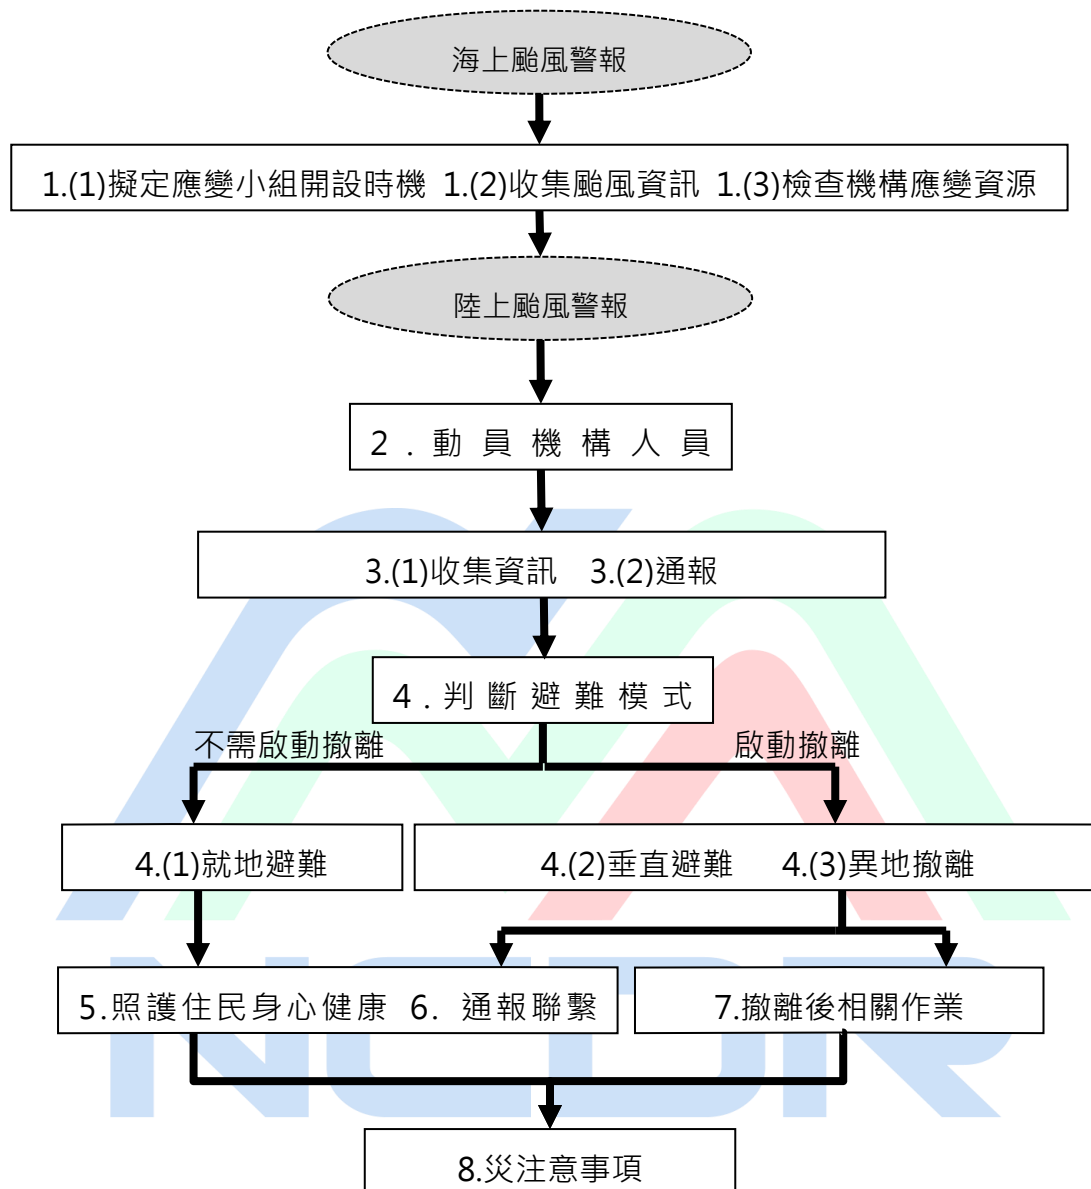 海上颱風警報
1.(1)擬定應變小組開設時機 1.(2)收集颱風資訊 1.(3)檢查機構應變資源
陸上颱風警報
2.動員機構人員
3.(1)收集資訊 3.(2)通報
4.判斷避難模式
不需啟動撤離 啟動撤離
4.(1)就地避難 4.(2)垂直避難 4.(3)異地撤離
5.照護住民身心健康 6. 通報聯繫 7.撤離後相關作業
NCDR
8.災注意事項